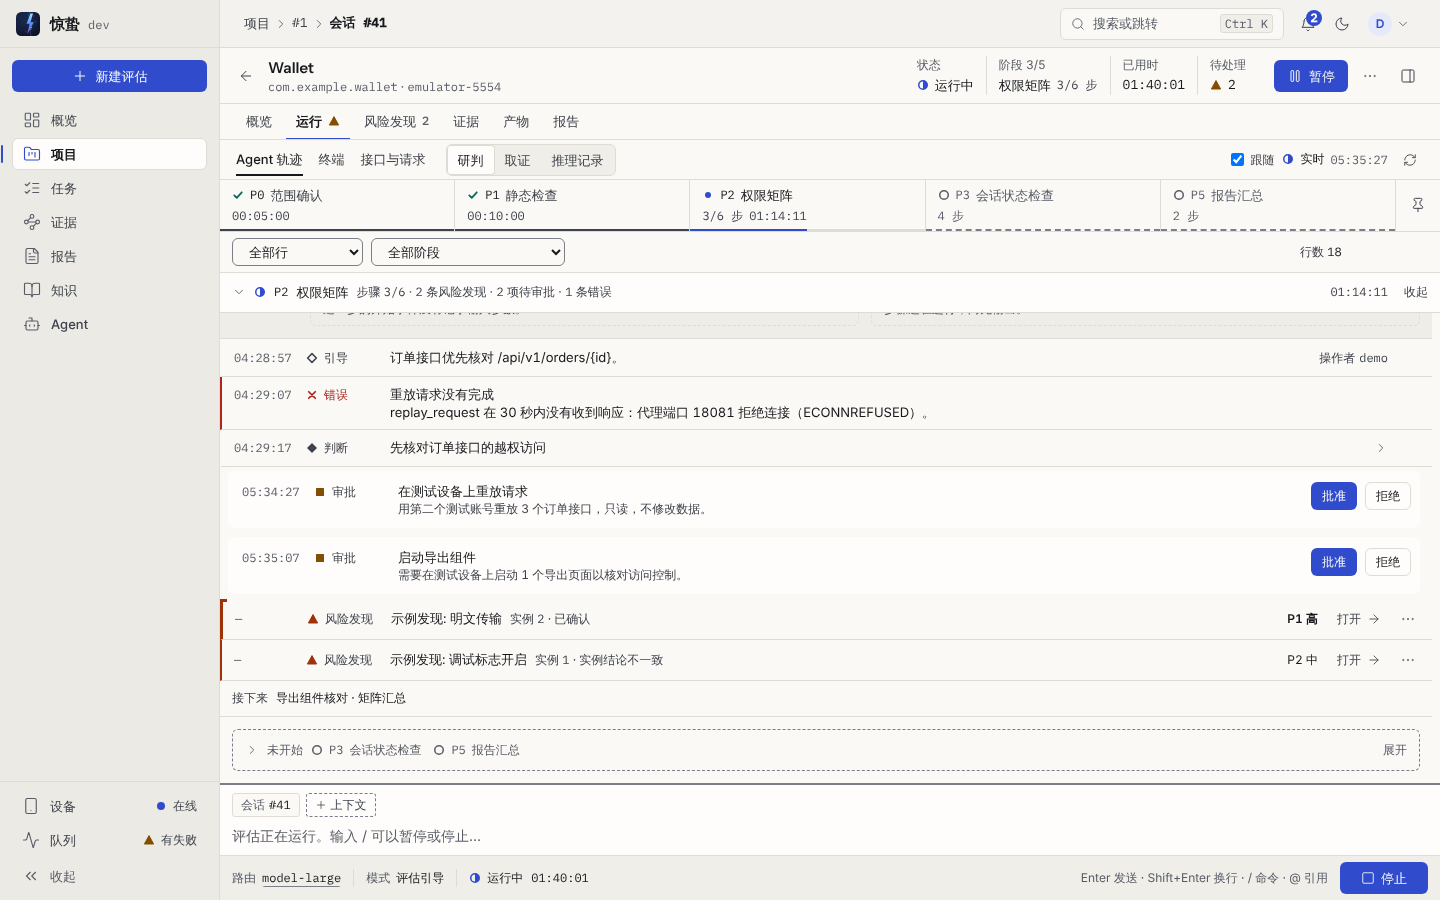 惊蛰 dev
项目 > #1 > 会话 #41
搜索或跳转 Ctrl K
2
D
+ 新建评估
概览
项目
任务
证据
报告
知识
Agent
Wallet
com.example.wallet · emulator-5554
状态
运行中
阶段 3/5
权限矩阵 3/6 步
已用时
01:40:01
待处理
2
暂停
概览
运行
风险发现 2
证据
产物
报告
Agent 轨迹
终端
接口与请求
研判
取证
推理记录
跟随
实时 05:35:27
P0 范围确认
00:05:00
P1 静态检查
00:10:00
P2 权限矩阵
3/6 步 01:14:11
P3 会话状态检查
4 步
P5 报告汇总
2 步
全部行
全部阶段
行数 18
P2 权限矩阵 步骤 3/6 · 2 条风险发现 · 2 项待审批 · 1 条错误
01:14:11 收起
04:28:57 引导 订单接口优先核对 /api/v1/orders/{id}。 操作者 demo
04:29:07 错误 重放请求没有完成
replay_request 在 30 秒内没有收到响应：代理端口 18081 拒绝连接（ECONNREFUSED）。
04:29:17 判断 先核对订单接口的越权访问
05:34:27 审批 在测试设备上重放请求
用第二个测试账号重放 3 个订单接口，只读，不修改数据。
批准 拒绝
05:35:07 审批 启动导出组件
需要在测试设备上启动 1 个导出页面以核对访问控制。
批准 拒绝
— 风险发现 示例发现: 明文传输 实例 2 · 已确认 P1 高 打开 →
— 风险发现 示例发现: 调试标志开启 实例 1 · 实例结论不一致 P2 中 打开 →
接下来 导出组件核对 · 矩阵汇总
未开始 P3 会话状态检查 P5 报告汇总 展开
会话 #41 + 上下文
评估正在运行。输入 / 可以暂停或停止...
设备 在线
队列 有失败
收起
路由 model-large 模式 评估引导 运行中 01:40:01
Enter 发送 · Shift+Enter 换行 · / 命令 · @ 引用
停止